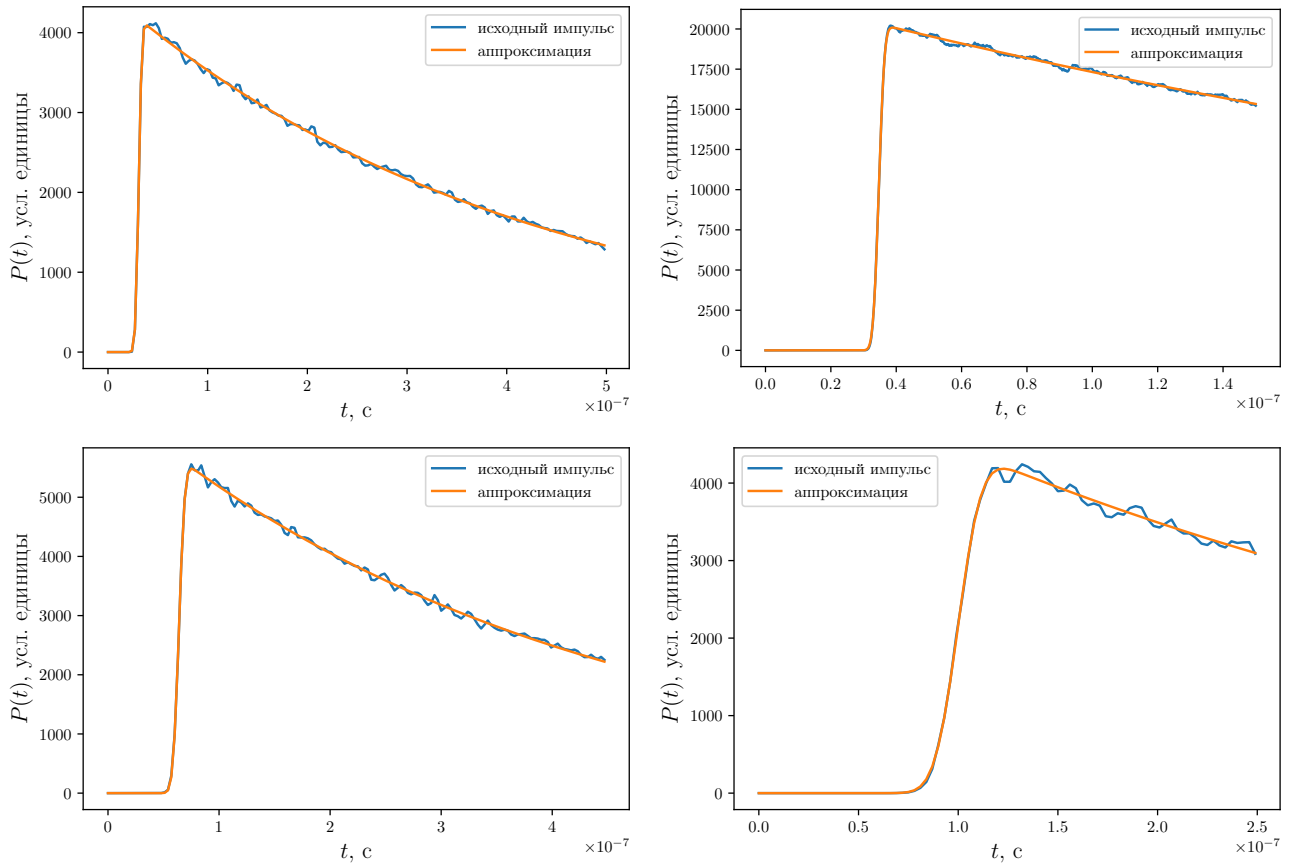 исходный импульс
аппроксимация
4000
3000
2000
1000
0
P(t), усл. единицы
0 1 2 3 4 5
×10⁻⁷
t, с
исходный импульс
аппроксимация
20000
17500
15000
12500
10000
7500
5000
2500
0
P(t), усл. единицы
0.0 0.2 0.4 0.6 0.8 1.0 1.2 1.4
×10⁻⁷
t, с
исходный импульс
аппроксимация
5000
4000
3000
2000
1000
0
P(t), усл. единицы
0 1 2 3 4
×10⁻⁷
t, с
исходный импульс
аппроксимация
4000
3000
2000
1000
0
P(t), усл. единицы
0.0 0.5 1.0 1.5 2.0 2.5
×10⁻⁷
t, с